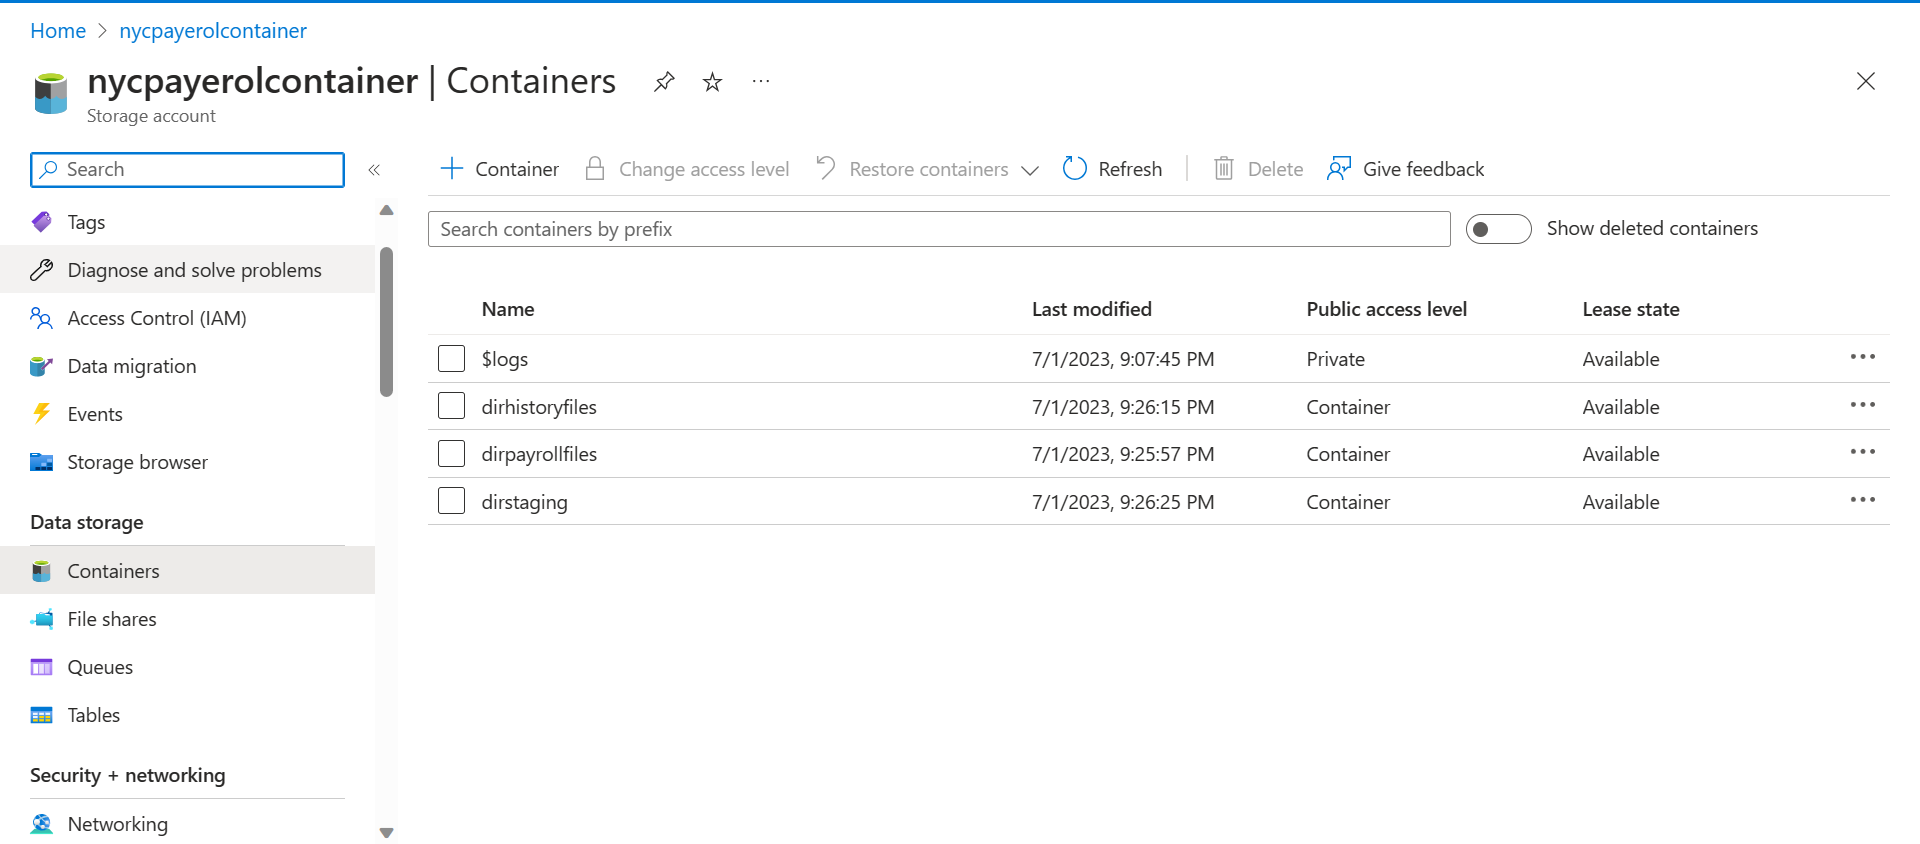 Home > nycpayerolcontainer
nycpayerolcontainer | Containers
Storage account
Search
Tags
Diagnose and solve problems
Access Control (IAM)
Data migration
Events
Storage browser
Data storage
Containers
File shares
Queues
Tables
Security + networking
Networking
Container Change access level Restore containers Refresh Delete Give feedback
Search containers by prefix Show deleted containers
Name Last modified Public access level Lease state
$logs 7/1/2023, 9:07:45 PM Private Available
dirhistoryfiles 7/1/2023, 9:26:15 PM Container Available
dirpayrollfiles 7/1/2023, 9:25:57 PM Container Available
dirstaging 7/1/2023, 9:26:25 PM Container Available